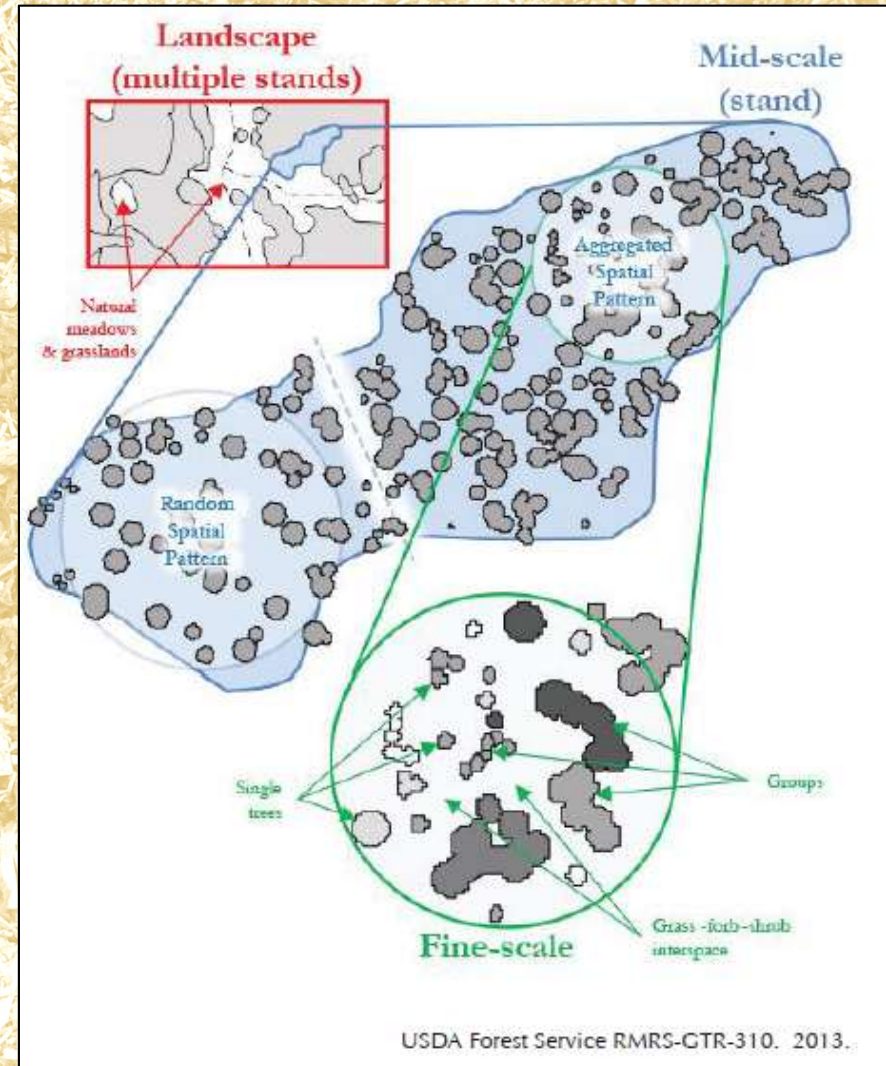 Landscape
(multiple stands)
Mid-scale
(stand)
Natural
meadows
& grasslands
Aggregated
Spatial
Pattern
Random
Spatial
Pattern
Single
trees
Groups
Grass-forb-shrub
interspace
Fine-scale
USDA Forest Service RMRS-GTR-310. 2013.